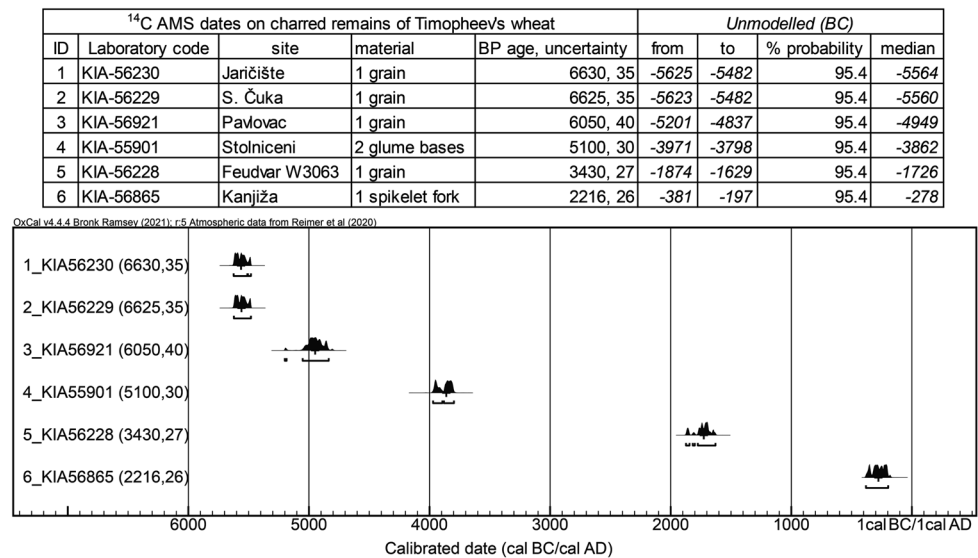 14C AMS dates on charred remains of Timopheev's wheat Unmodelled (BC)
ID Laboratory code site material BP age, uncertainty from to % probability median
1 KIA-56230 Jaričište 1 grain 6630, 35 -5625 -5482 95.4 -5564
2 KIA-56229 S. Čuka 1 grain 6625, 35 -5623 -5482 95.4 -5560
3 KIA-56921 Pavlovac 1 grain 6050, 40 -5201 -4837 95.4 -4949
4 KIA-55901 Stolniceni 2 glume bases 5100, 30 -3971 -3798 95.4 -3862
5 KIA-56228 Feudvar W3063 1 grain 3430, 27 -1874 -1629 95.4 -1726
6 KIA-56865 Kanjiža 1 spikelet fork 2216, 26 -381 -197 95.4 -278
OxCal v4.4.4 Bronk Ramsey (2021); r:5 Atmospheric data from Reimer et al (2020)
1_KIA56230 (6630,35)
2_KIA56229 (6625,35)
3_KIA56921 (6050,40)
4_KIA55901 (5100,30)
5_KIA56228 (3430,27)
6_KIA56865 (2216,26)
6000 5000 4000 3000 2000 1000 1calBC/1calAD
Calibrated date (cal BC/cal AD)